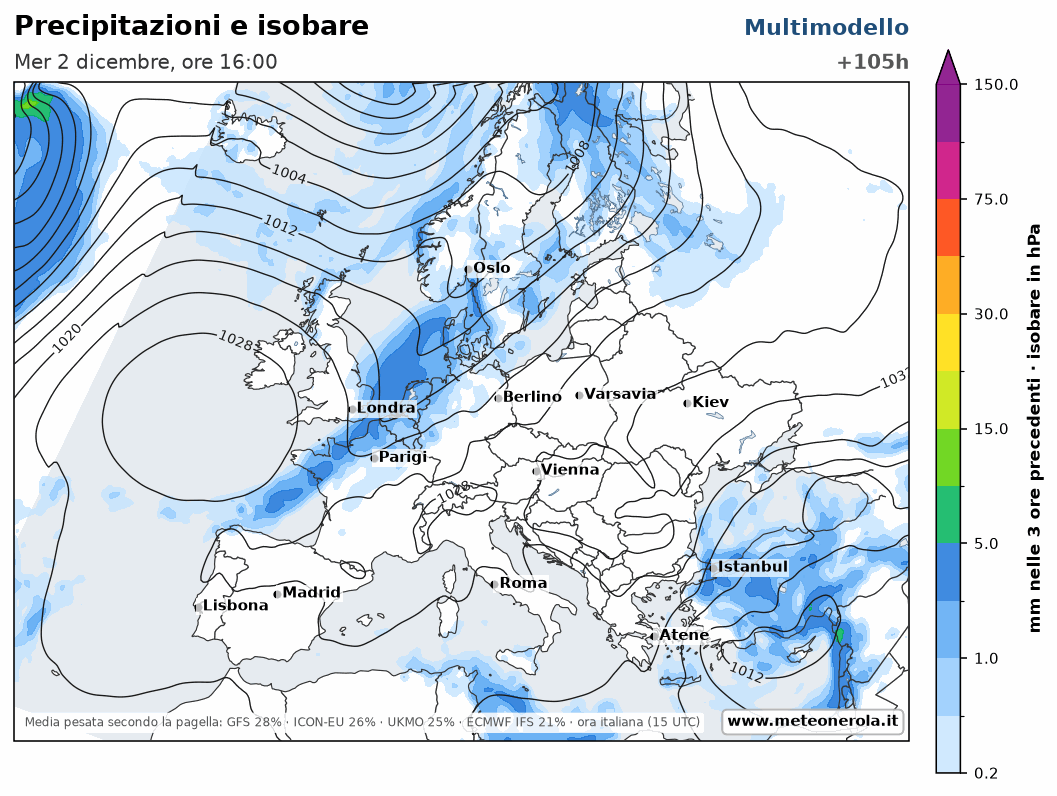 Precipitazioni e isobare
Multimodello
Mer 2 dicembre, ore 16:00
+105h
150.0
75.0
30.0
15.0
5.0
1.0
0.2
mm nelle 3 ore precedenti · isobare in hPa
1008
1004
1012
Oslo
1020
1028
1032
Londra
Berlino
Varsavia
Kiev
Parigi
Vienna
1020
Istanbul
Roma
Madrid
Lisbona
Atene
1012
Media pesata secondo la pagella: GFS 28% · ICON-EU 26% · UKMO 25% · ECMWF IFS 21% · ora italiana (15 UTC)
www.meteonerola.it